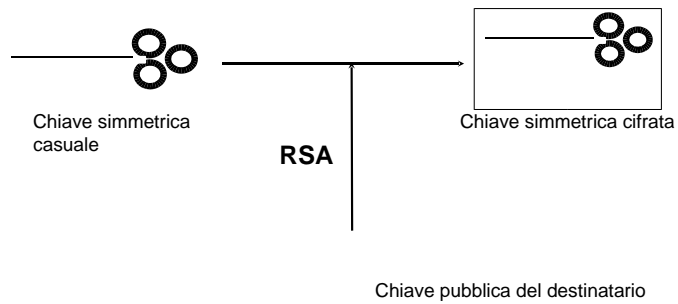 Chiave simmetrica
casuale
Chiave simmetrica cifrata
RSA
Chiave pubblica del destinatario